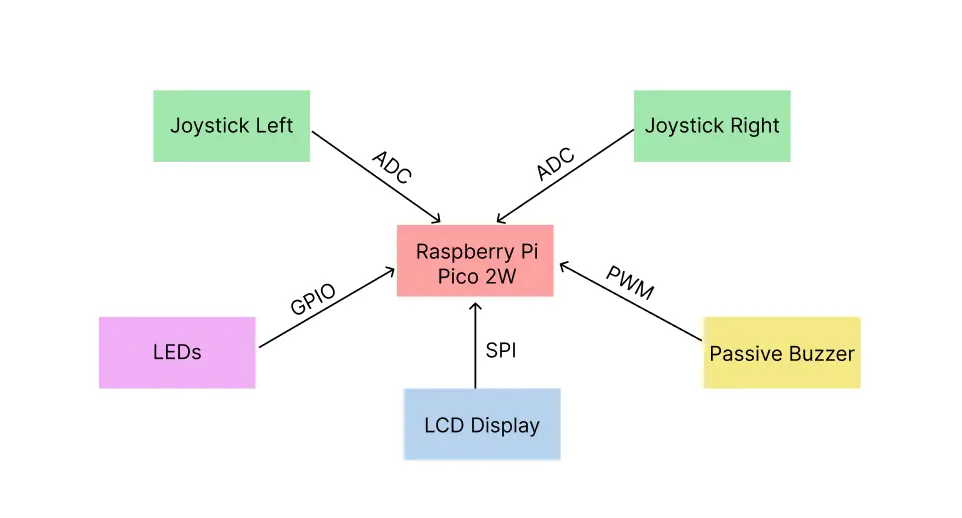 Joystick Left
Joystick Right
ADC
ADC
Raspberry Pi
Pico 2W
GPIO
PWM
LEDs
SPI
Passive Buzzer
LCD Display